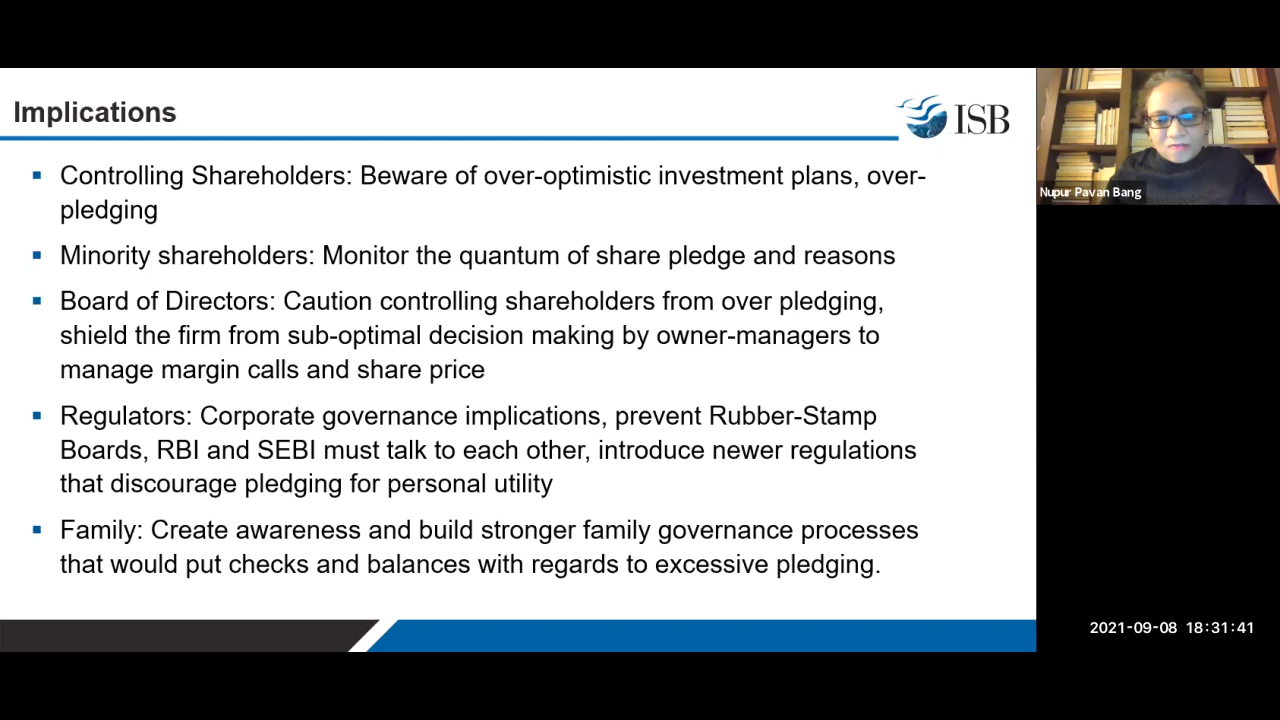 Implications
ISB
Controlling Shareholders: Beware of over-optimistic investment plans, over-
pledging
Minority shareholders: Monitor the quantum of share pledge and reasons
Board of Directors: Caution controlling shareholders from over pledging,
shield the firm from sub-optimal decision making by owner-managers to
manage margin calls and share price
Regulators: Corporate governance implications, prevent Rubber-Stamp
Boards, RBI and SEBI must talk to each other, introduce newer regulations
that discourage pledging for personal utility
Family: Create awareness and build stronger family governance processes
that would put checks and balances with regards to excessive pledging.
Nupur Pavan Bang
2021-09-08 18:31:41